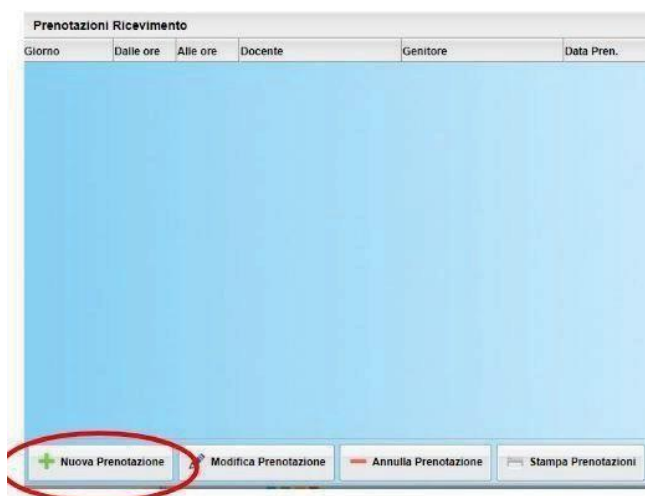 Prenotazioni Ricevimento
Giorno Dalle ore Alle ore Docente Genitore Data Pren.
Nuova Prenotazione Modifica Prenotazione Annulla Prenotazione Stampa Prenotazioni